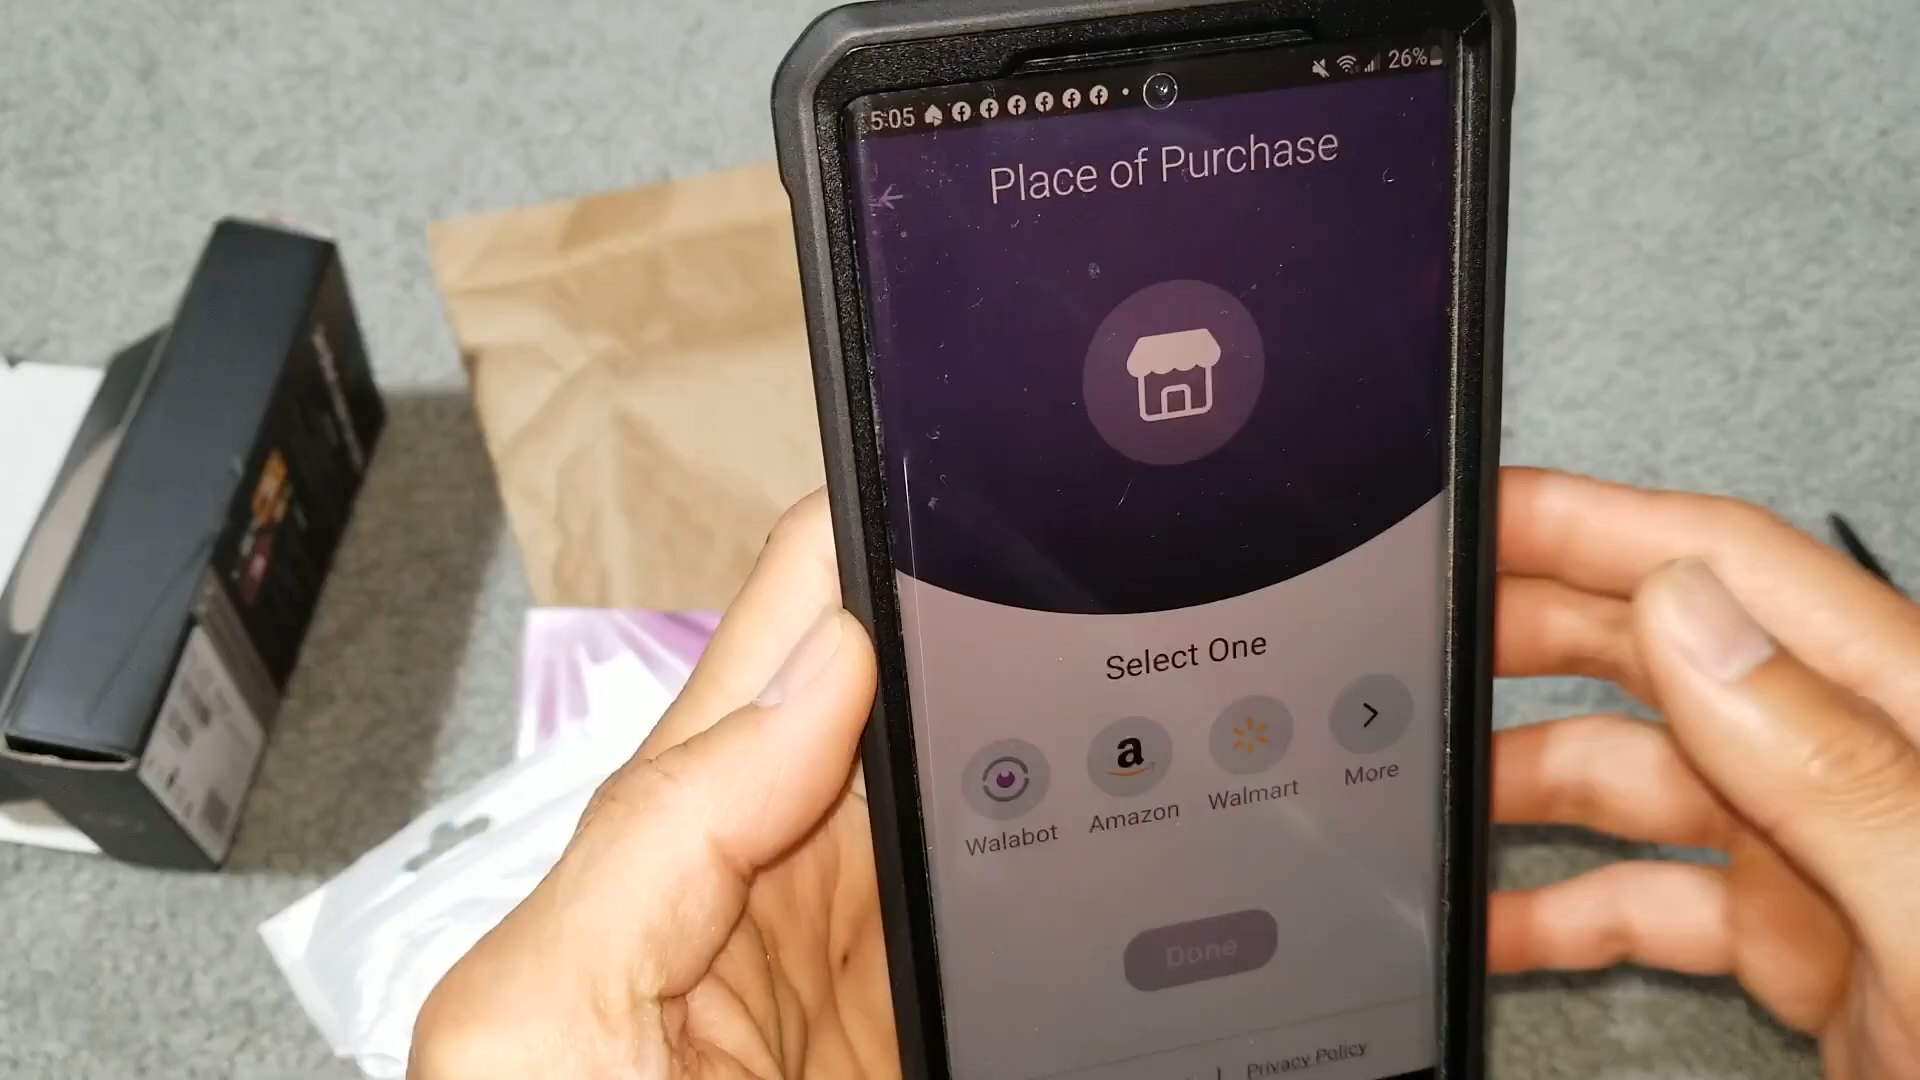 5:05
26%
Place of Purchase
Select One
Walabot
Amazon
Walmart
More
Done
Privacy Policy